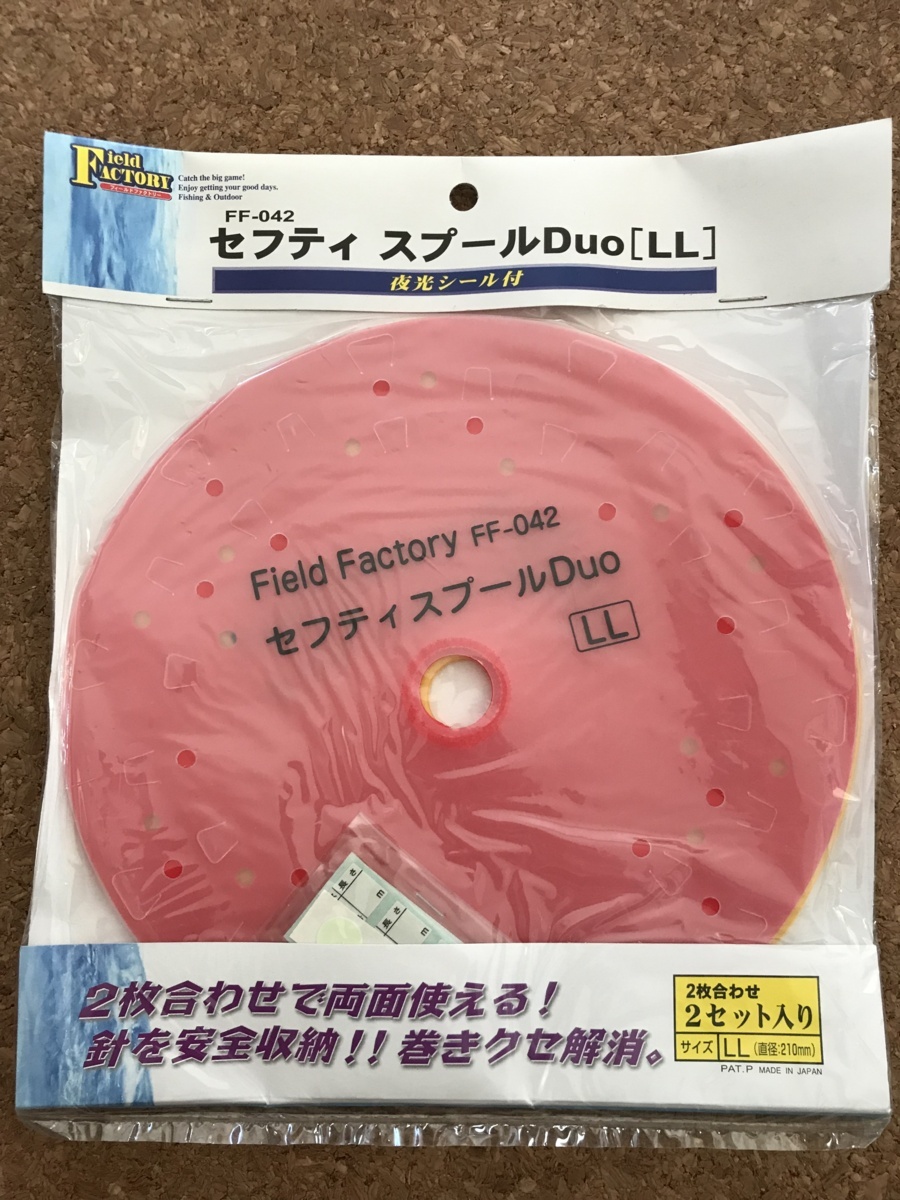 Field
FACTORY
フィールドファクトリー
Catch the big game!
Enjoy getting your good days.
Fishing & Outdoor
FF-042
セフティ スプールDuo[LL]
夜光シール付
Field Factory FF-042
セフティスプールDuo
LL
長さ
m
長さ
m
2枚合わせで両面使える!
針を安全収納!! 巻きクセ解消。
2枚合わせ
2セット入り
サイズ LL (直径:210mm)
PAT.P MADE IN JAPAN